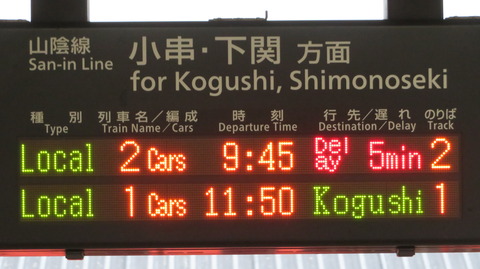 山陰線 小串・下関 方面
San-in Line for Kogushi, Shimonoseki
種別 列車名/編成 時刻 行先/遅れ のりば
Type Train Name/Cars Departure Time Destination/Delay Track
Local 2 Cars 9:45 Delay 5min 2
Local 1 Cars 11:50 Kogushi 1